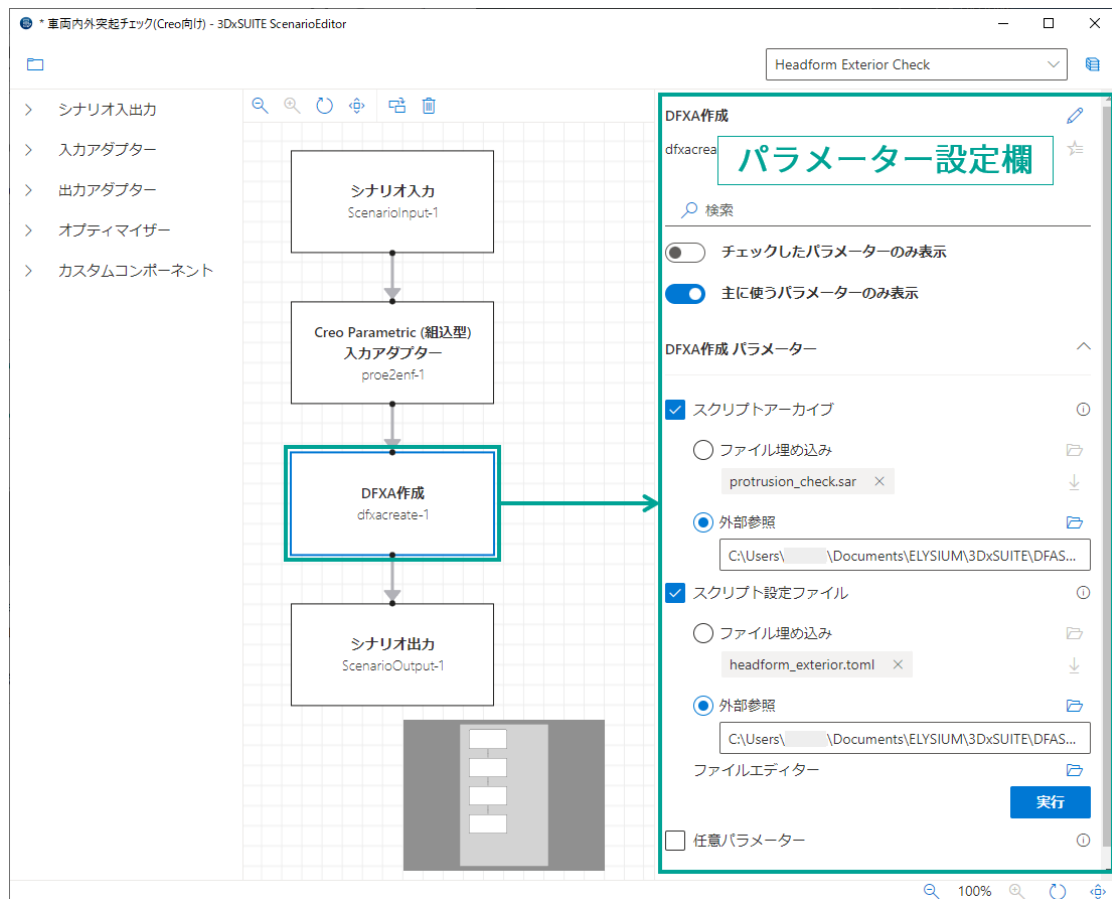 * 車両内外突起チェック(Creo向け) - 3DxSUITE ScenarioEditor
Headform Exterior Check
シナリオ入出力
入力アダプター
出力アダプター
オプティマイザー
カスタムコンポーネント
シナリオ入力
ScenarioInput-1
Creo Parametric (組込型)
入力アダプター
proe2enf-1
DFXA作成
dfxacreate-1
シナリオ出力
ScenarioOutput-1
DFXA作成
dfxacrea
パラメーター設定欄
検索
チェックしたパラメーターのみ表示
主に使うパラメーターのみ表示
DFXA作成 パラメーター
スクリプトアーカイブ
ファイル埋め込み
protrusion_check.sar
外部参照
C:\Users\ \Documents\ELYSIUM\3DxSUITE\DFAS...
スクリプト設定ファイル
ファイル埋め込み
headform_exterior.toml
外部参照
C:\Users\ \Documents\ELYSIUM\3DxSUITE\DFAS...
ファイルエディター
実行
任意パラメーター
100%